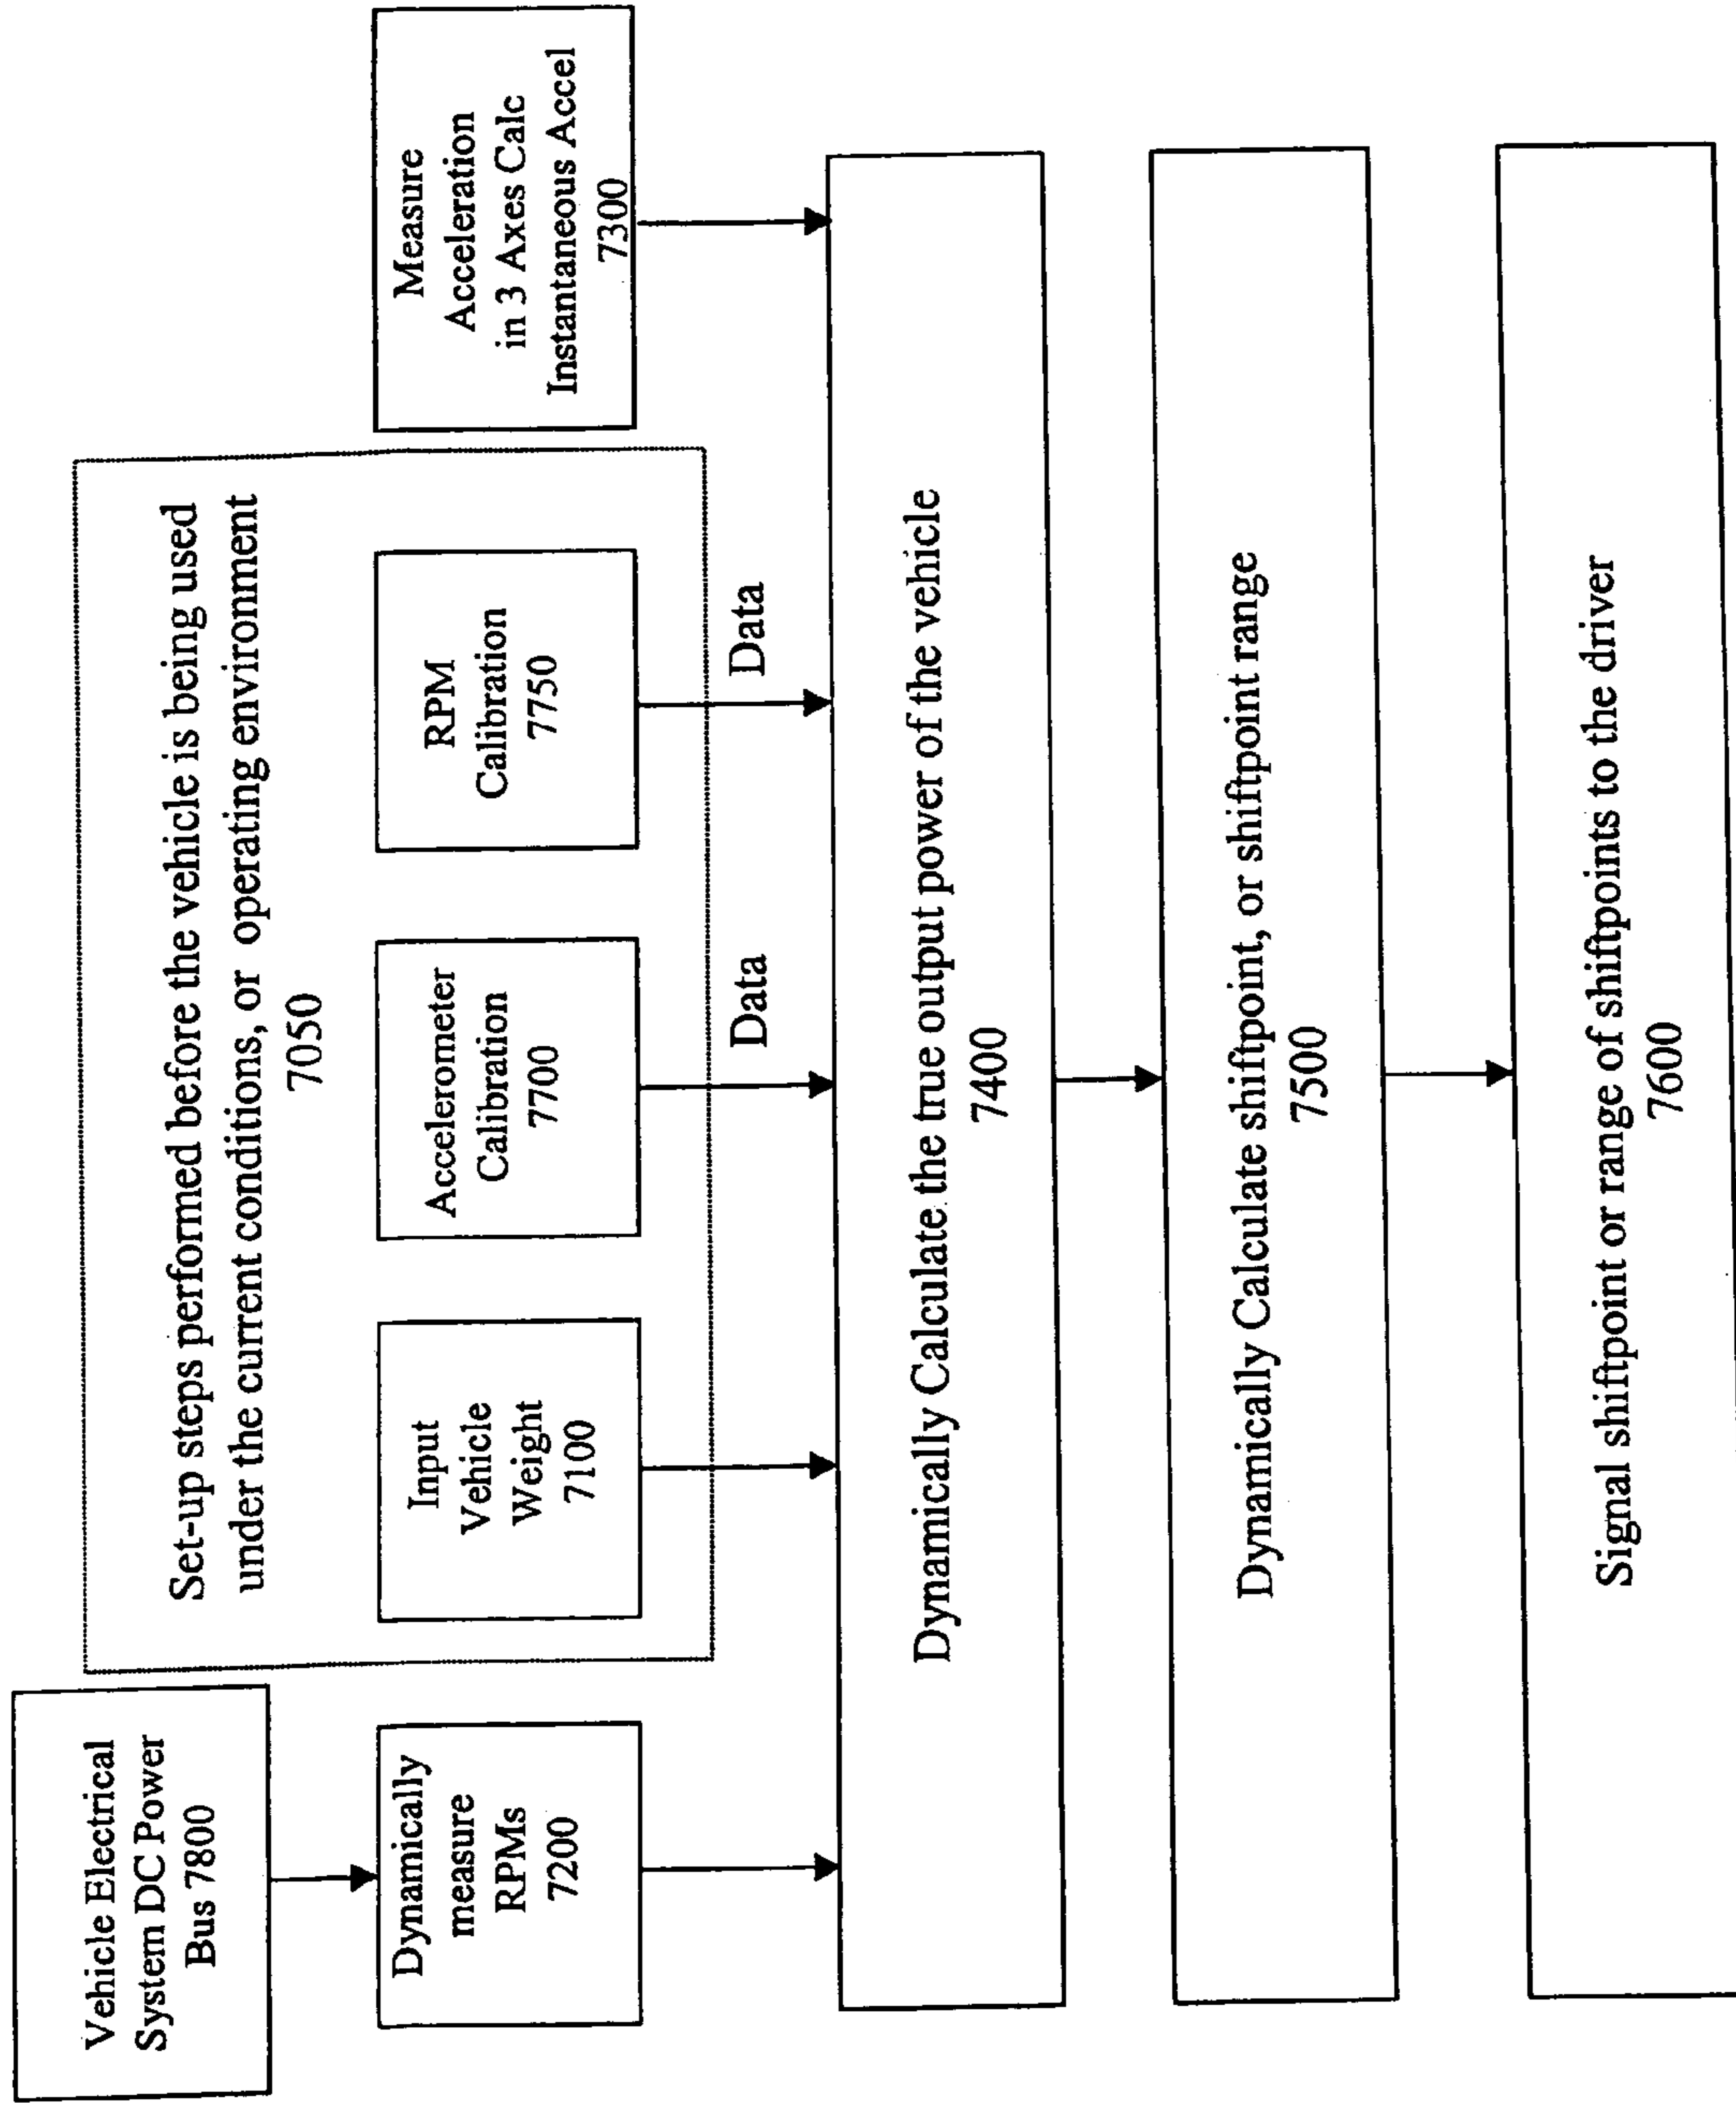 Vehicle Electrical
System DC Power
Bus 7800
Set-up steps performed before the vehicle is being used
under the current conditions, or operating environment
7050
Dynamically
measure
RPMs
7200
Input
Vehicle
Weight
7100
Accelerometer
Calibration
7700
RPM
Calibration
7750
Measure
Acceleration
in 3 Axes Calc
Instantaneous Accel
7300
Data
Data
Dynamically Calculate the true output power of the vehicle
7400
Dynamically Calculate shiftpoint, or shiftpoint range
7500
Signal shiftpoint or range of shiftpoints to the driver
7600